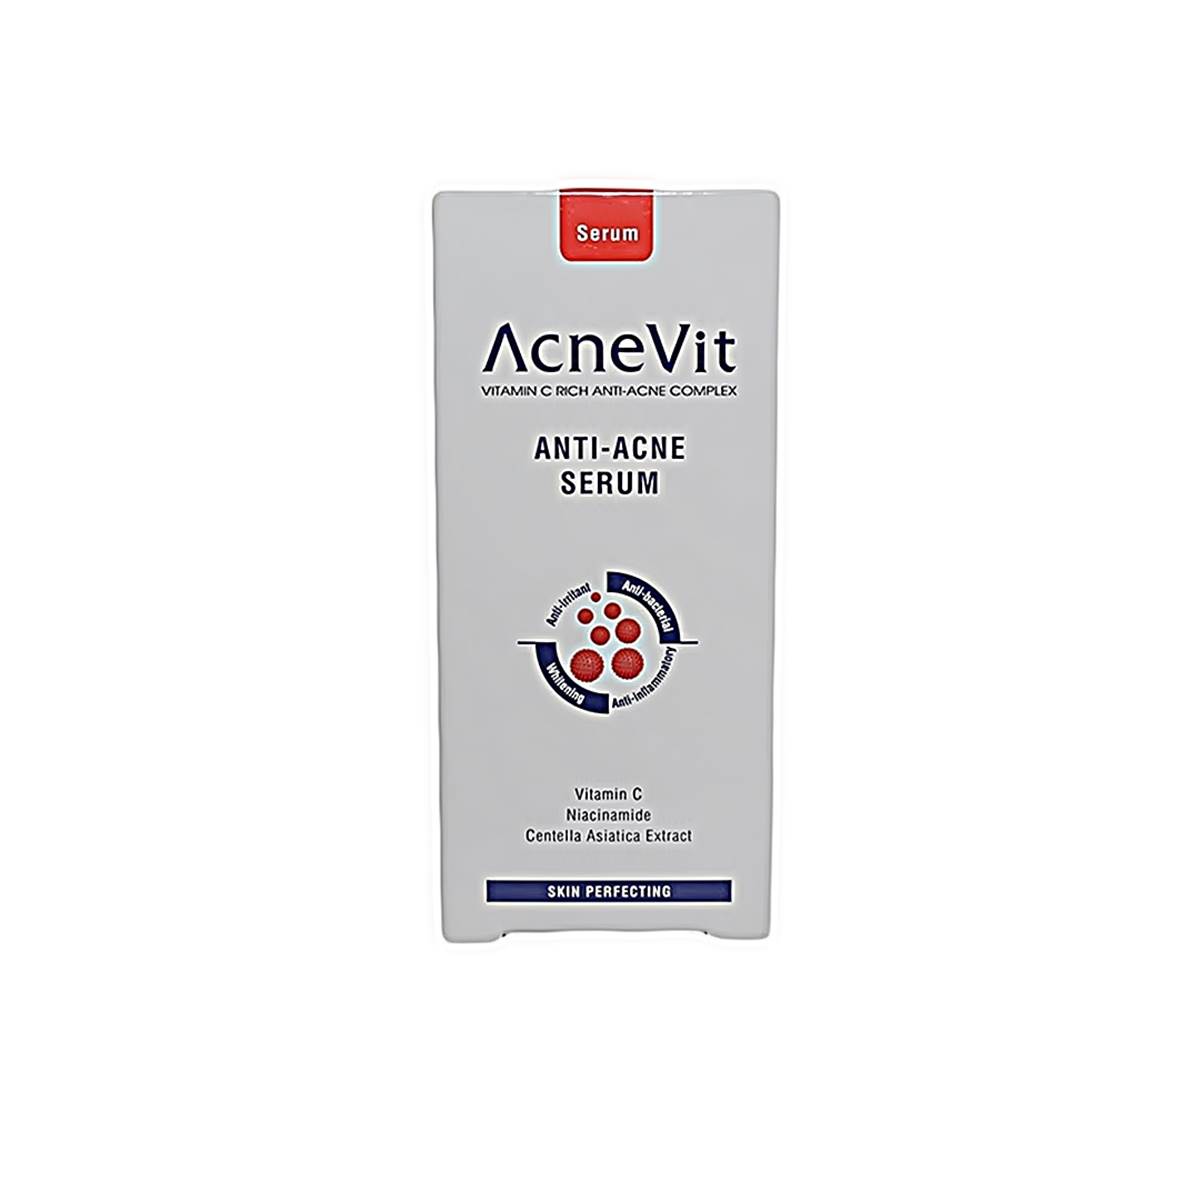 Serum
AcneVit
VITAMIN C RICH ANTI-ACNE COMPLEX
ANTI-ACNE
SERUM
Anti-irritant
Anti-bacterial
Whitening
Anti-inflammatory
Vitamin C
Niacinamide
Centella Asiatica Extract
SKIN PERFECTING